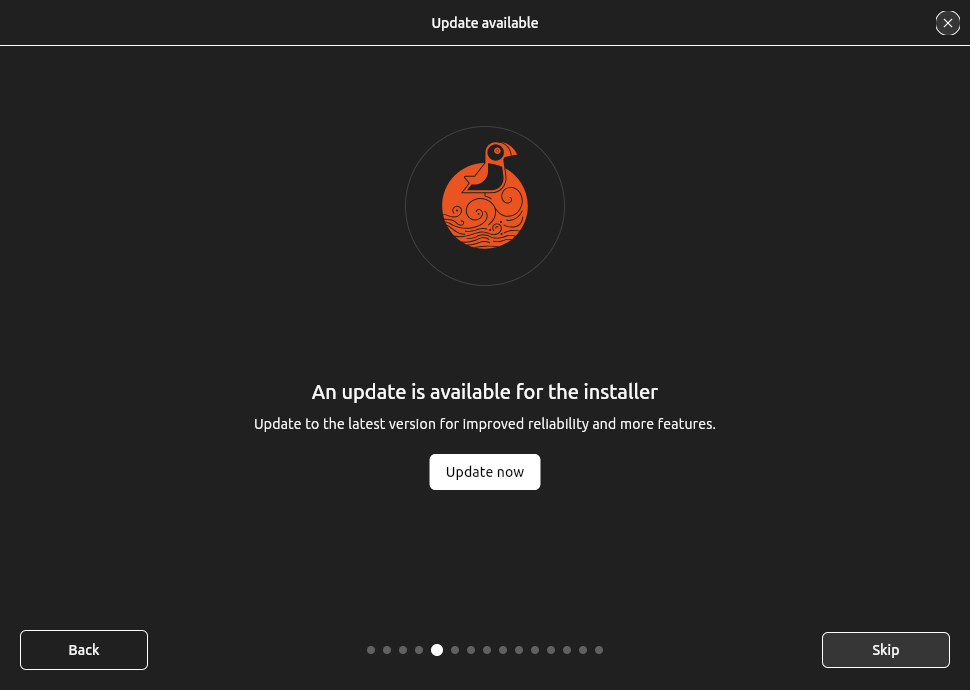 Update available
An update is available for the installer
Update to the latest version for improved reliability and more features.
Update now
Back
Skip